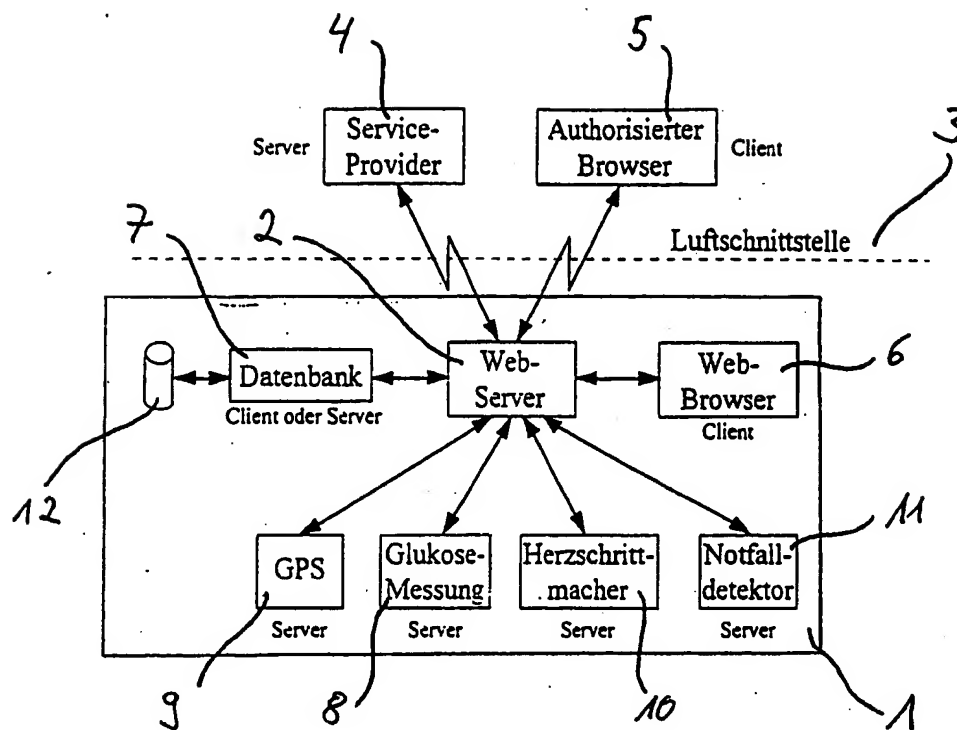 4
5
3
Server
Service-
Provider
Authorisierter
Browser
Client
7
2
Luftschnittstelle
Datenbank
Client oder Server
Web-
Server
Web-
Browser
Client
6
12
11
GPS
Server
Glukose-
Messung
Server
Herzschritt-
macher
Server
Notfall-
detektor
Server
9
8
10
1